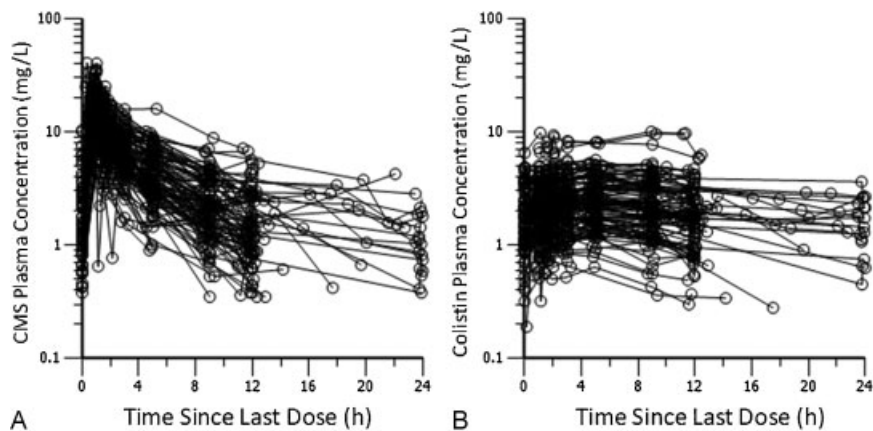 100
10
1
0.1
CMS Plasma Concentration (mg/L)
0 4 8 12 16 20 24
A Time Since Last Dose (h)
100
10
1
0.1
Colistin Plasma Concentration (mg/L)
0 4 8 12 16 20 24
B Time Since Last Dose (h)